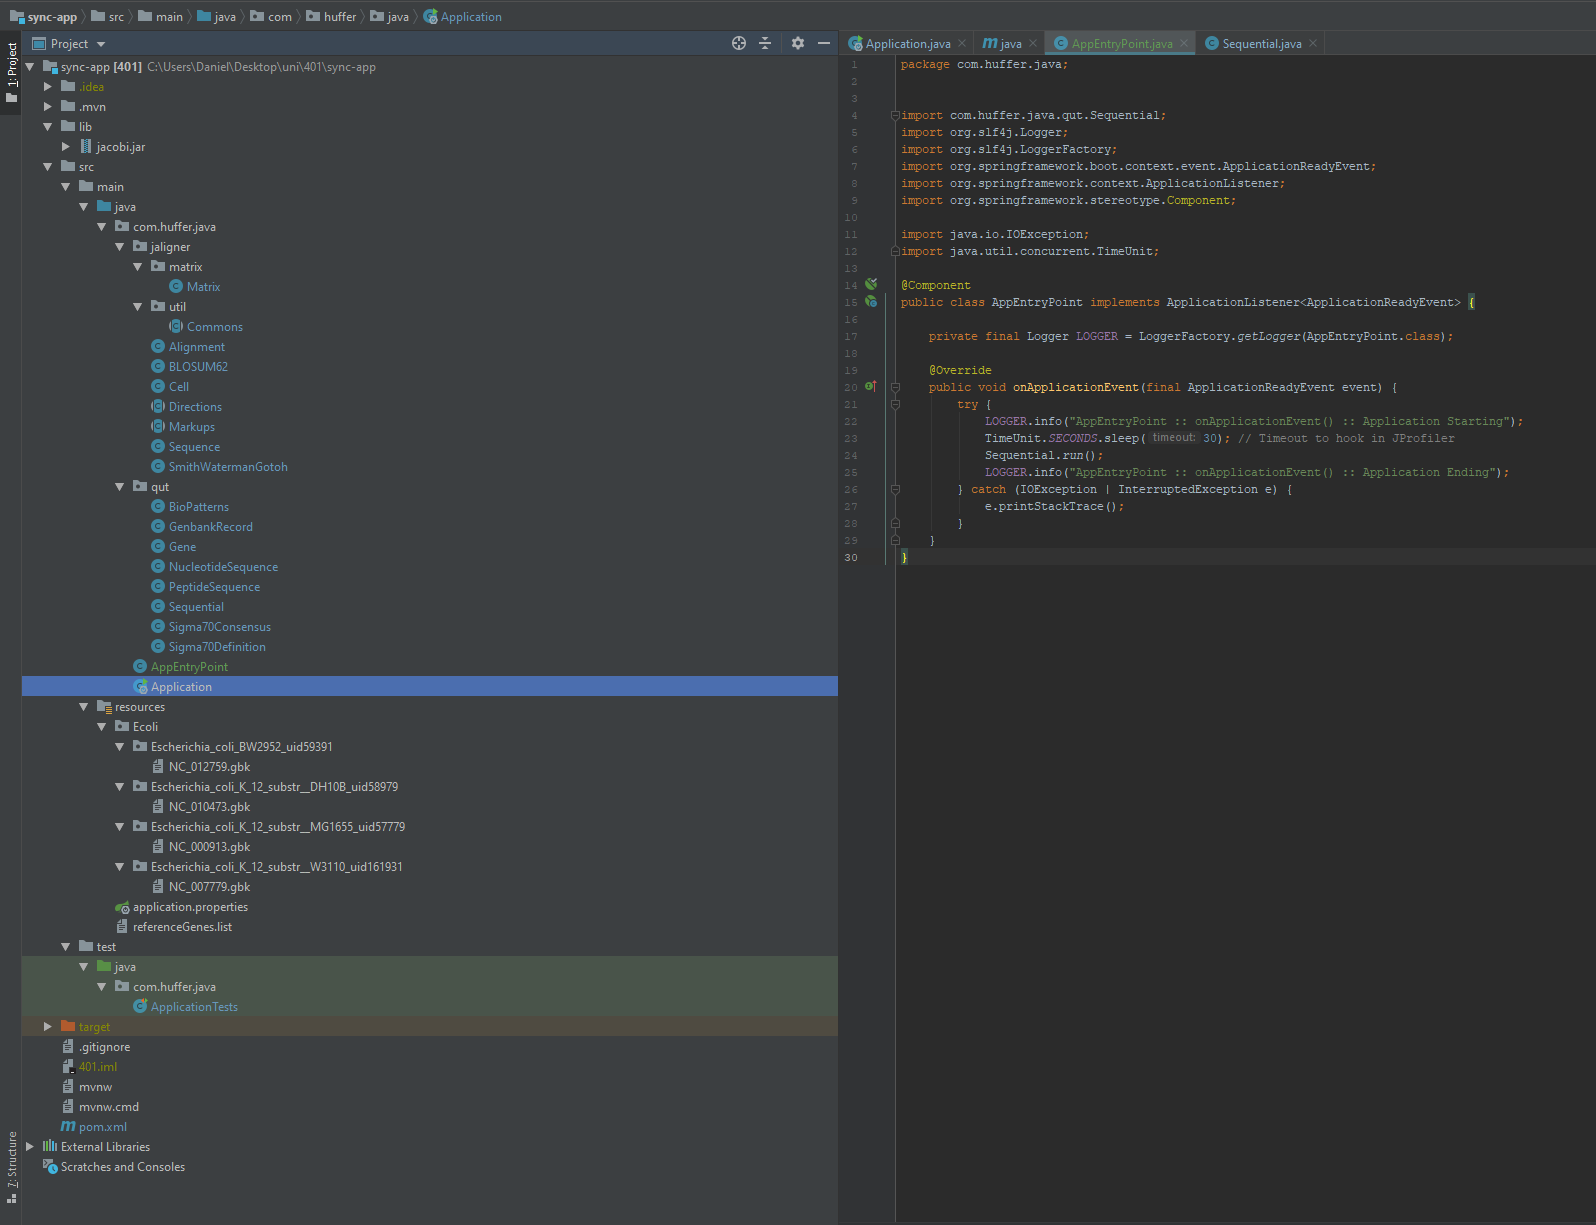 sync-app src main java com huffer java Application
1: Project
Project
sync-app [401] C:\Users\Daniel\Desktop\uni\401\sync-app
.idea
.mvn
lib
jacobi.jar
src
main
java
com.huffer.java
jaligner
matrix
Matrix
util
Commons
Alignment
BLOSUM62
Cell
Directions
Markups
Sequence
SmithWatermanGotoh
qut
BioPatterns
GenbankRecord
Gene
NucleotideSequence
PeptideSequence
Sequential
Sigma70Consensus
Sigma70Definition
AppEntryPoint
Application
resources
Ecoli
Escherichia_coli_BW2952_uid59391
NC_012759.gbk
Escherichia_coli_K_12_substr__DH10B_uid58979
NC_010473.gbk
Escherichia_coli_K_12_substr__MG1655_uid57779
NC_000913.gbk
Escherichia_coli_K_12_substr__W3110_uid161931
NC_007779.gbk
application.properties
referenceGenes.list
test
java
com.huffer.java
ApplicationTests
target
.gitignore
401.iml
mvnw
mvnw.cmd
pom.xml
External Libraries
Scratches and Consoles
7: Structure
Application.java java AppEntryPoint.java Sequential.java
1 package com.huffer.java;
2
3
4 import com.huffer.java.qut.Sequential;
5 import org.slf4j.Logger;
6 import org.slf4j.LoggerFactory;
7 import org.springframework.boot.context.event.ApplicationReadyEvent;
8 import org.springframework.context.ApplicationListener;
9 import org.springframework.stereotype.Component;
10
11 import java.io.IOException;
12 import java.util.concurrent.TimeUnit;
13
14 @Component
15 public class AppEntryPoint implements ApplicationListener<ApplicationReadyEvent> {
16
17 private final Logger LOGGER = LoggerFactory.getLogger(AppEntryPoint.class);
18
19 @Override
20 public void onApplicationEvent(final ApplicationReadyEvent event) {
21 try {
22 LOGGER.info("AppEntryPoint :: onApplicationEvent() :: Application Starting");
23 TimeUnit.SECONDS.sleep( timeout: 30); // Timeout to hook in JProfiler
24 Sequential.run();
25 LOGGER.info("AppEntryPoint :: onApplicationEvent() :: Application Ending");
26 } catch (IOException | InterruptedException e) {
27 e.printStackTrace();
28 }
29 }
30 }